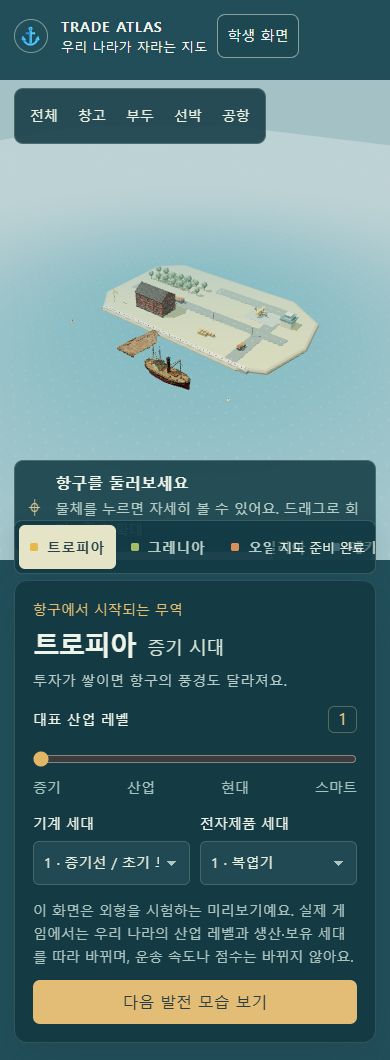 TRADE ATLAS
우리 나라가 자라는 지도
학생 화면
전체 창고 부두 선박 공항
항구를 둘러보세요
물체를 누르면 자세히 볼 수 있어요. 드래그로 회
트로피아 그레니아 오일 지도 준비 완료
항구에서 시작되는 무역
트로피아 증기 시대
투자가 쌓이면 항구의 풍경도 달라져요.
대표 산업 레벨 1
증기 산업 현대 스마트
기계 세대 전자제품 세대
1 · 증기선 / 초기 1 · 복엽기
이 화면은 외형을 시험하는 미리보기예요. 실제 게
임에서는 우리 나라의 산업 레벨과 생산·보유 세대
를 따라 바뀌며, 운송 속도나 점수는 바뀌지 않아요.
다음 발전 모습 보기